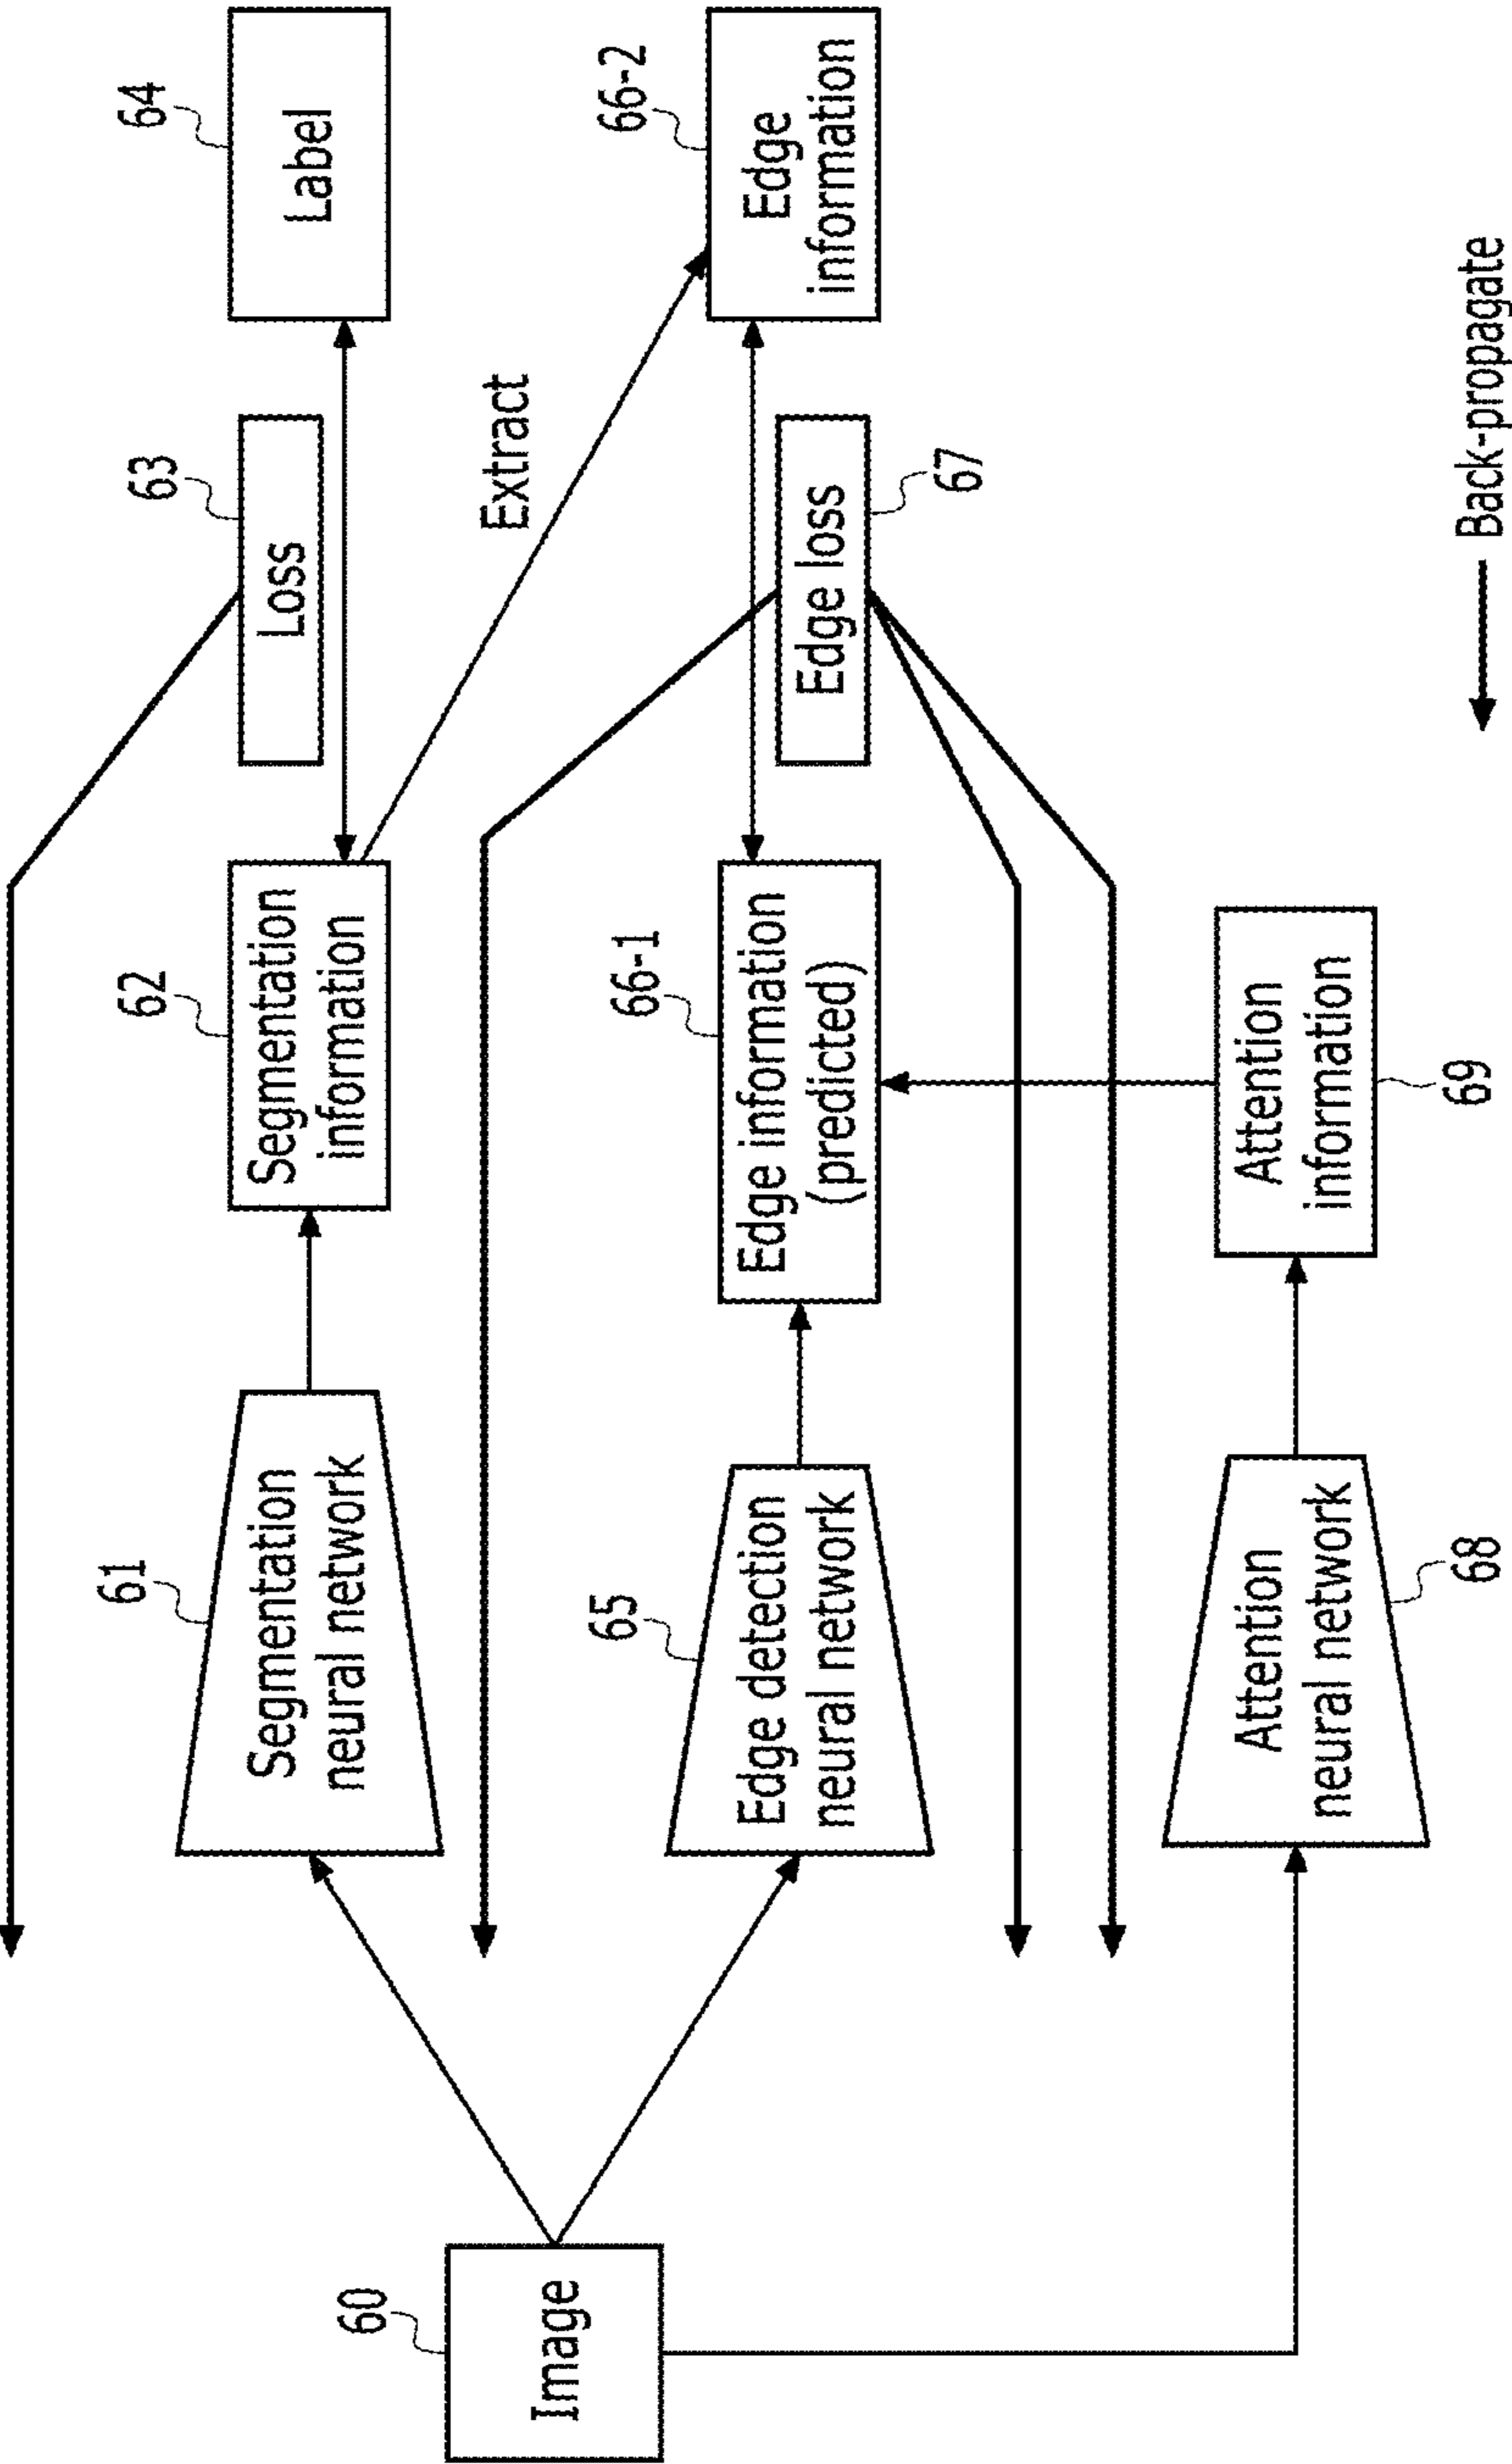 64
Label
63
Loss
62
Segmentation
information
61
Segmentation
neural network
60
Image
Extract
66-2
Edge
information
67
Edge loss
66-1
Edge information
(predicted)
65
Edge detection
neural network
69
Attention
information
68
Attention
neural network
Back-propagate